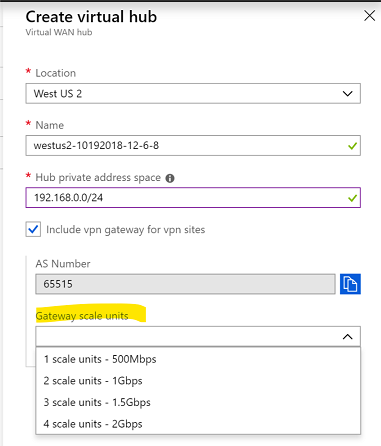 Create virtual hub
Virtual WAN hub
* Location
West US 2
* Name
westus2-10192018-12-6-8
* Hub private address space
192.168.0.0/24
Include vpn gateway for vpn sites
AS Number
65515
Gateway scale units
1 scale units - 500Mbps
2 scale units - 1Gbps
3 scale units - 1.5Gbps
4 scale units - 2Gbps